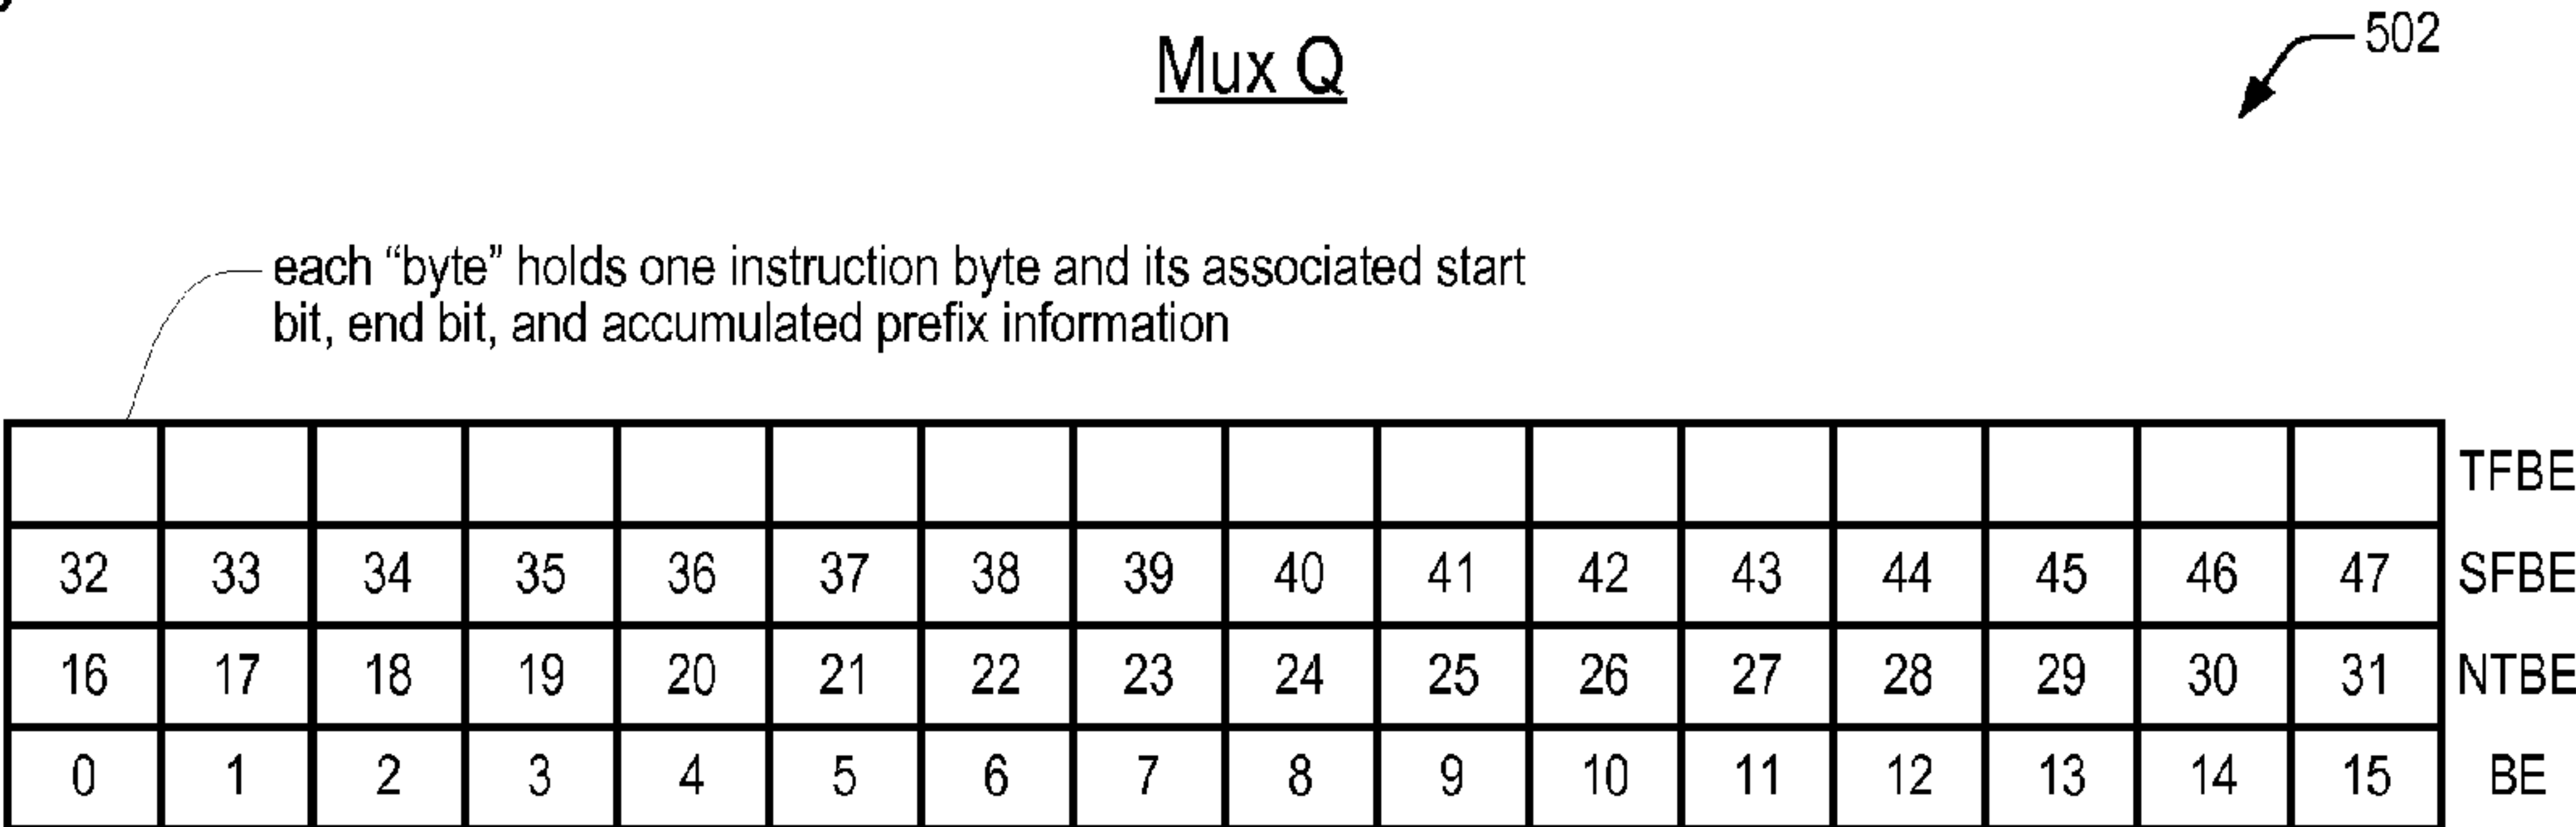 Mux Q
502
each “byte” holds one instruction byte and its associated start
bit, end bit, and accumulated prefix information
TFBE
32 33 34 35 36 37 38 39 40 41 42 43 44 45 46 47 SFBE
16 17 18 19 20 21 22 23 24 25 26 27 28 29 30 31 NTBE
0 1 2 3 4 5 6 7 8 9 10 11 12 13 14 15 BE